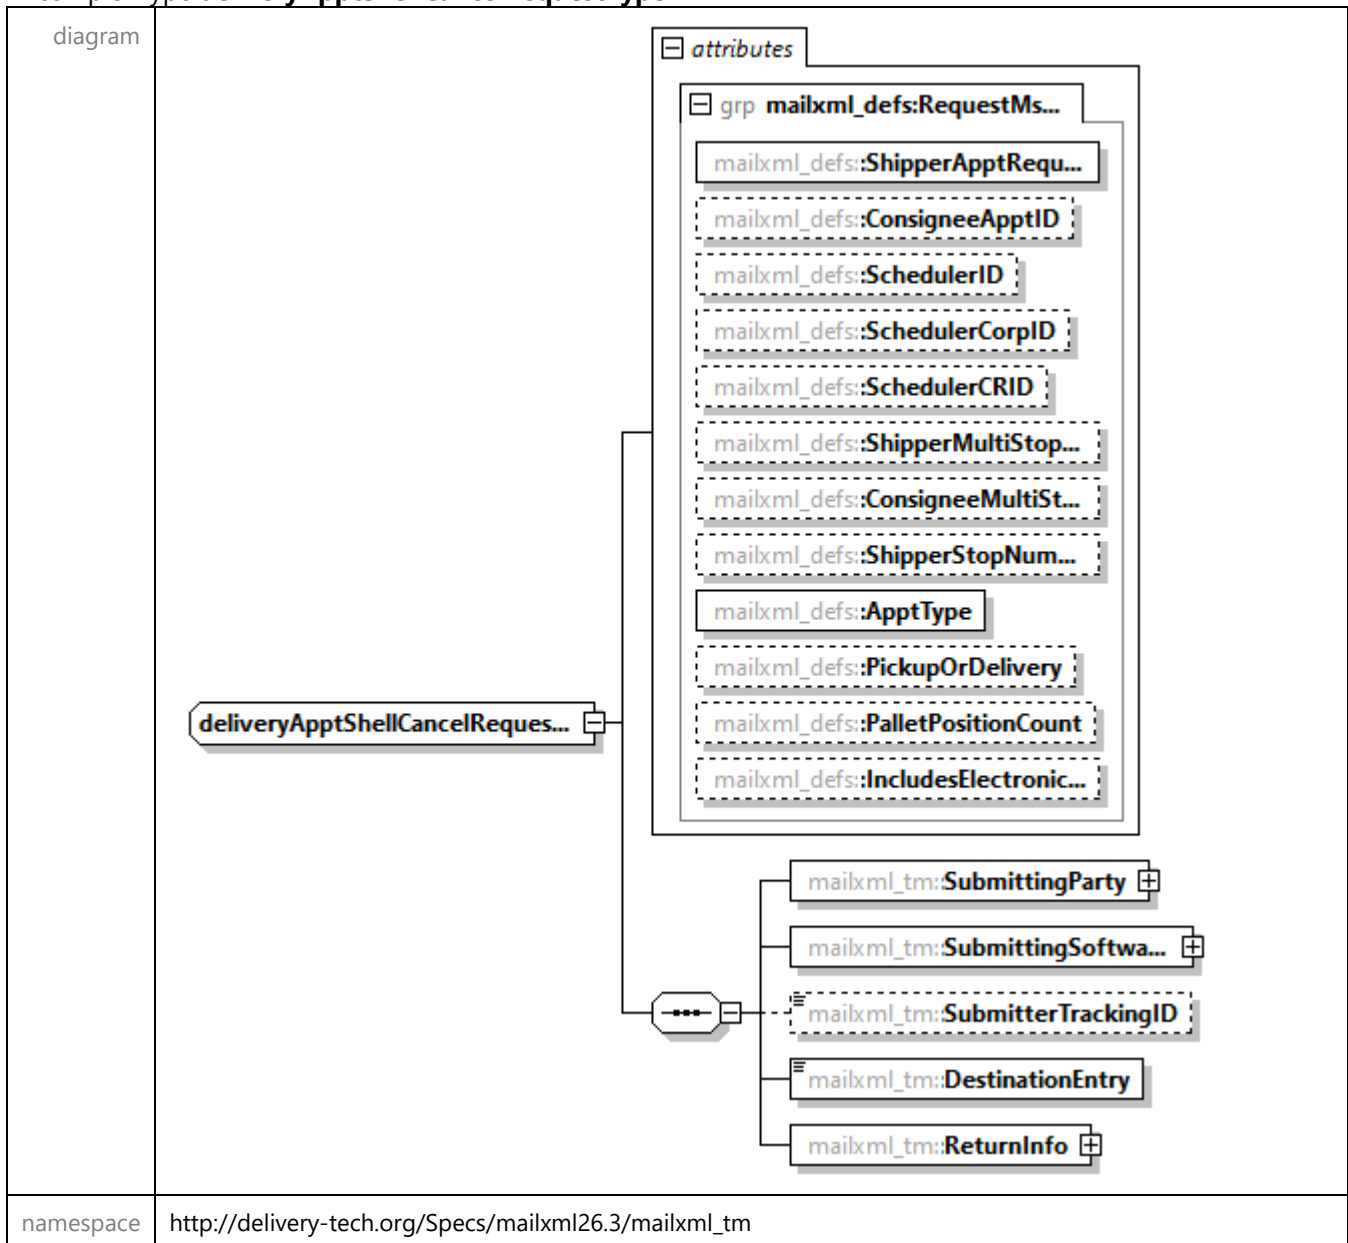 diagram
attributes
grp mailxml_defs:RequestMs...
mailxml_defs::ShipperApptRequ...
mailxml_defs::ConsigneeApptID
mailxml_defs::SchedulerID
mailxml_defs::SchedulerCorpID
mailxml_defs::SchedulerCRID
mailxml_defs::ShipperMultiStop...
mailxml_defs::ConsigneeMultiSt...
mailxml_defs::ShipperStopNum...
mailxml_defs::ApptType
mailxml_defs::PickupOrDelivery
mailxml_defs::PalletPositionCount
mailxml_defs::IncludesElectronic...
deliveryApptShellCancelReques...
mailxml_tm::SubmittingParty
mailxml_tm::SubmittingSoftwa...
mailxml_tm::SubmitterTrackingID
mailxml_tm::DestinationEntry
mailxml_tm::ReturnInfo
namespace http://delivery-tech.org/Specs/mailxml26.3/mailxml_tm